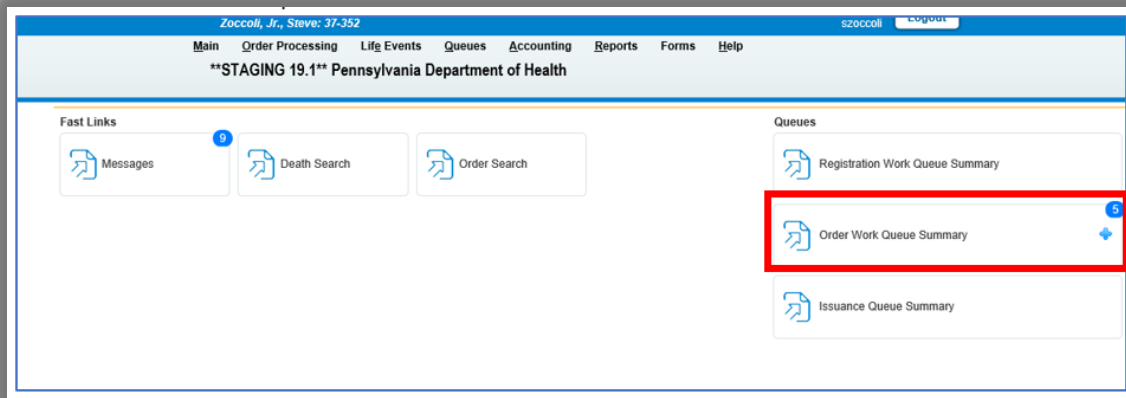 Zoccoli, Jr., Steve: 37-352
szoccoli Logout
Main Order Processing Life Events Queues Accounting Reports Forms Help
**STAGING 19.1** Pennsylvania Department of Health
Fast Links
Queues
9
Messages
Death Search
Order Search
Registration Work Queue Summary
5
Order Work Queue Summary
Issuance Queue Summary